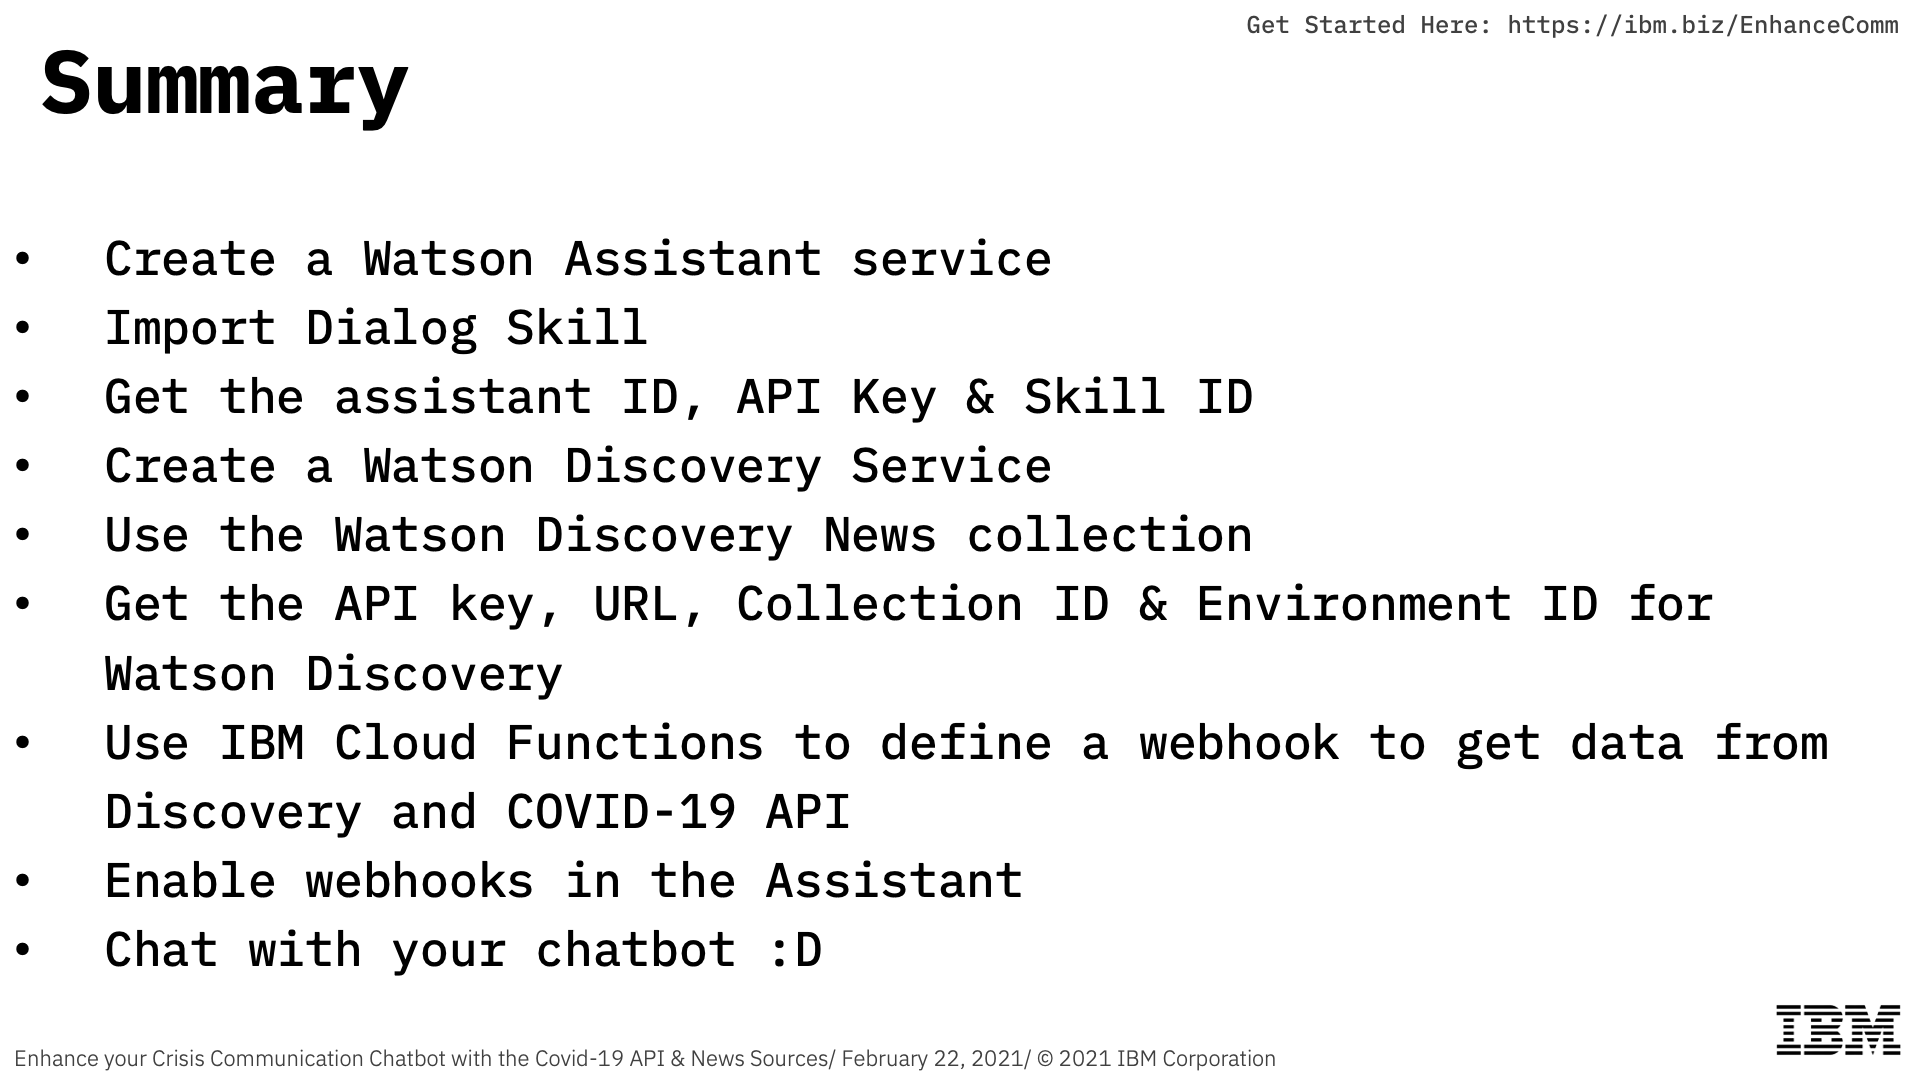 Get Started Here: https://ibm.biz/EnhanceComm
Summary
• Create a Watson Assistant service
• Import Dialog Skill
• Get the assistant ID, API Key & Skill ID
• Create a Watson Discovery Service
• Use the Watson Discovery News collection
• Get the API key, URL, Collection ID & Environment ID for
Watson Discovery
• Use IBM Cloud Functions to define a webhook to get data from
Discovery and COVID-19 API
• Enable webhooks in the Assistant
• Chat with your chatbot :D
IBM
Enhance your Crisis Communication Chatbot with the Covid-19 API & News Sources/ February 22, 2021/ © 2021 IBM Corporation